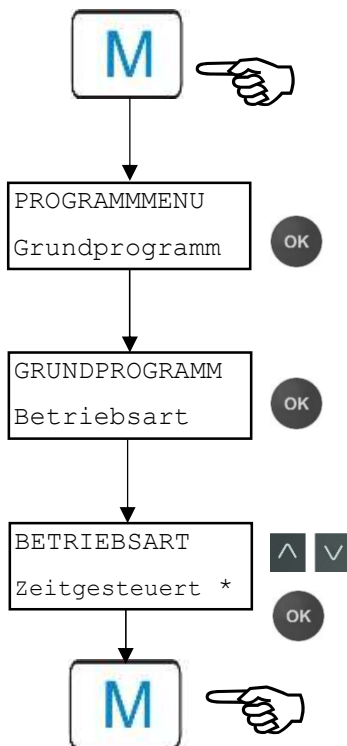 M
PROGRAMMMENU
Grundprogramm
OK
GRUNDPROGRAMM
Betriebsart
OK
BETRIEBSART
Zeitgesteuert *
OK
M